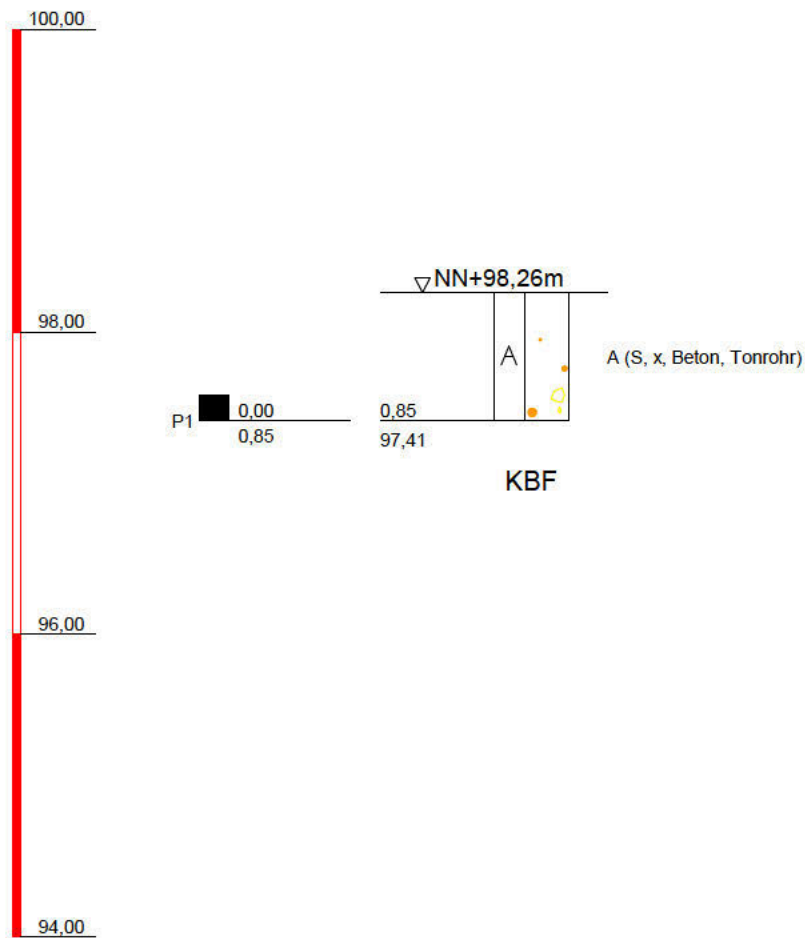 100,00
NN+98,26m
98,00
A
A (S, x, Beton, Tonrohr)
P1
0,00
0,85
0,85
97,41
KBF
96,00
94,00